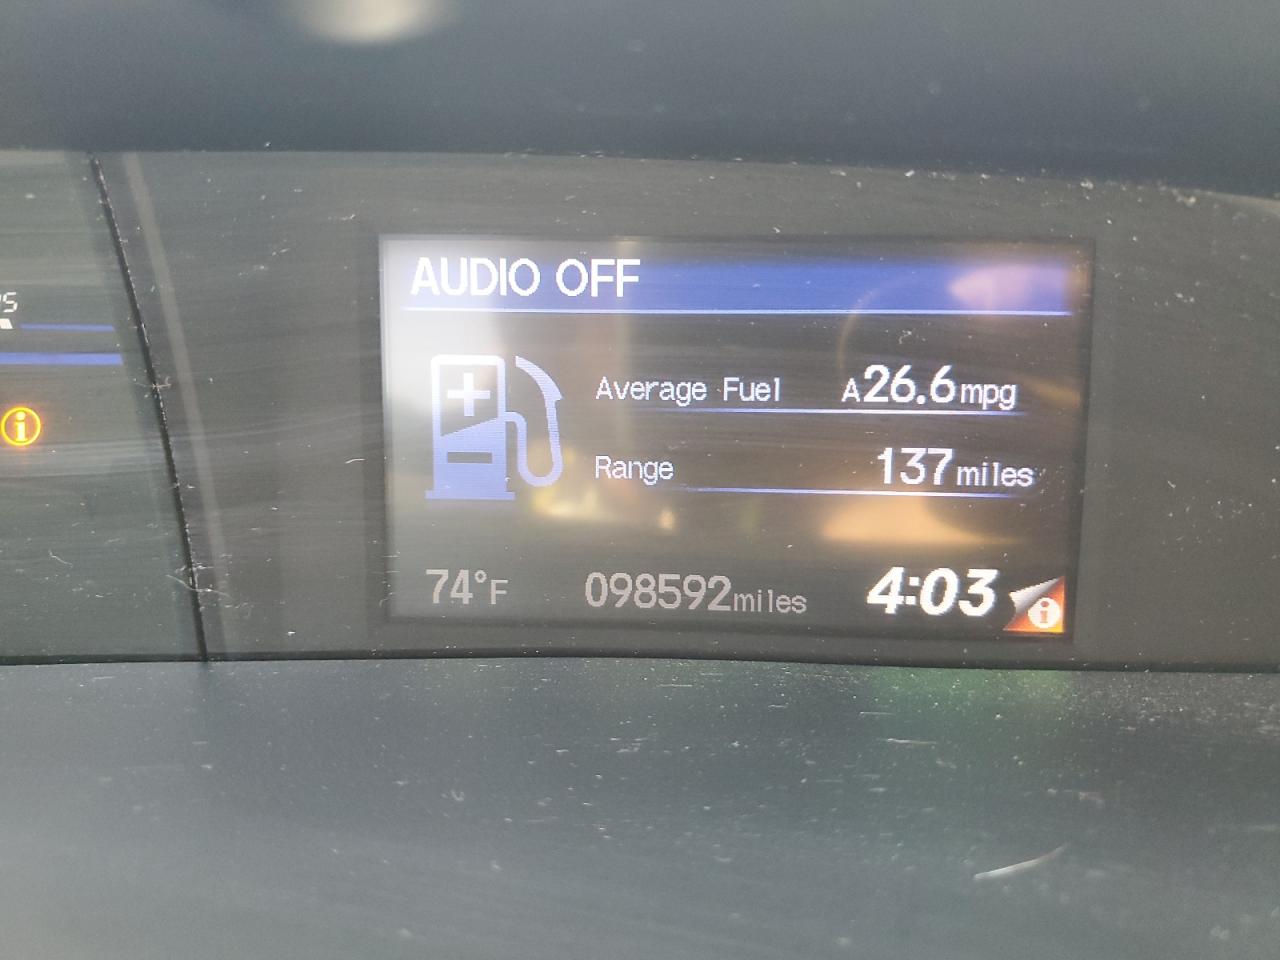 AUDIO OFF
Average Fuel A26.6mpg
Range 137miles
74°F 098592miles 4:03 i
i